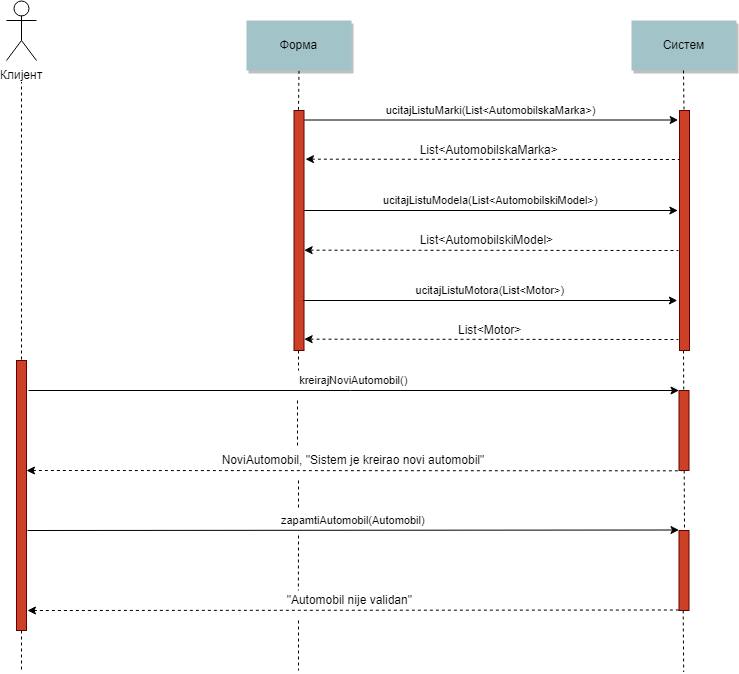 Форма
Систем
Клијент
ucitajListuMarki(List<AutomobilskaMarka>)
List<AutomobilskaMarka>
ucitajListuModela(List<AutomobilskiModel>)
List<AutomobilskiModel>
ucitajListuMotora(List<Motor>)
List<Motor>
kreirajNoviAutomobil()
NoviAutomobil, "Sistem je kreirao novi automobil"
zapamtiAutomobil(Automobil)
"Automobil nije validan"